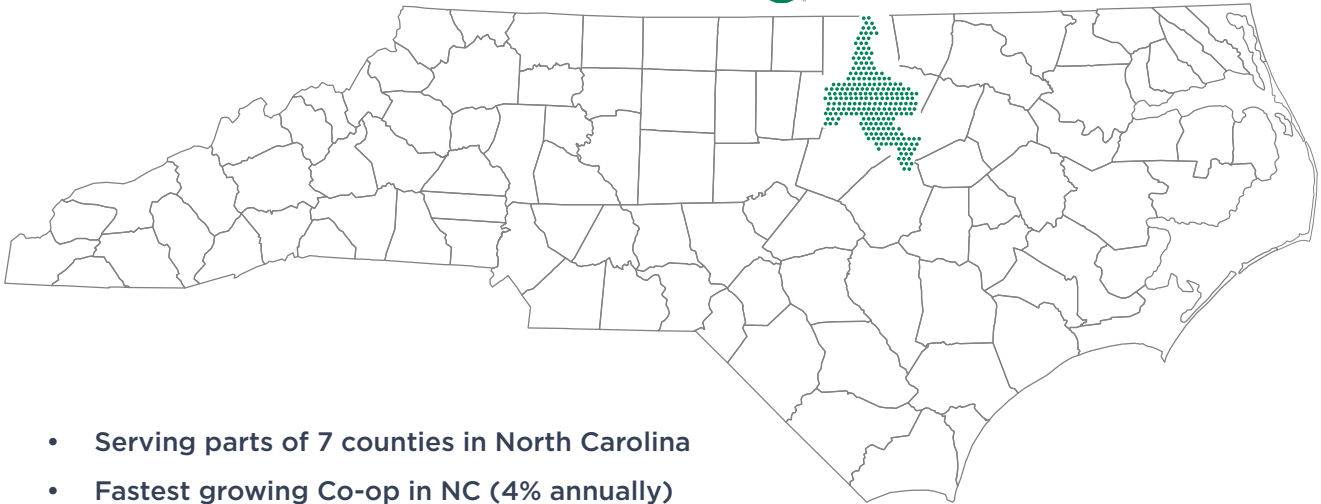 • Serving parts of 7 counties in North Carolina
• Fastest growing Co-op in NC (4% annually)